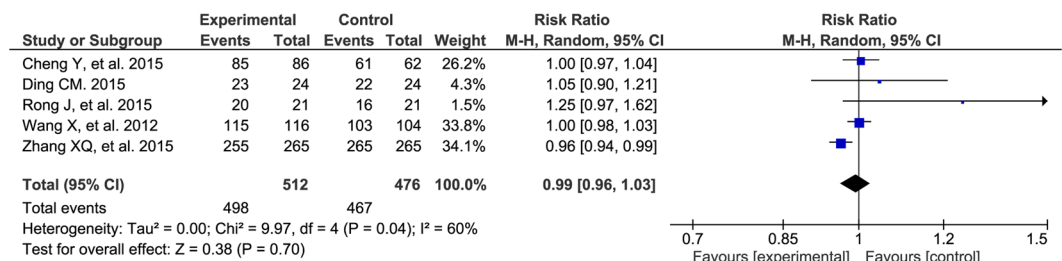 Experimental Control Risk Ratio Risk Ratio
Study or Subgroup Events Total Events Total Weight M-H, Random, 95% CI M-H, Random, 95% CI
Cheng Y, et al. 2015 85 86 61 62 26.2% 1.00 [0.97, 1.04]
Ding CM. 2015 23 24 22 24 4.3% 1.05 [0.90, 1.21]
Rong J, et al. 2015 20 21 16 21 1.5% 1.25 [0.97, 1.62]
Wang X, et al. 2012 115 116 103 104 33.8% 1.00 [0.98, 1.03]
Zhang XQ, et al. 2015 255 265 265 265 34.1% 0.96 [0.94, 0.99]
Total (95% CI) 512 476 100.0% 0.99 [0.96, 1.03]
Total events 498 467
Heterogeneity: Tau² = 0.00; Chi² = 9.97, df = 4 (P = 0.04); I² = 60%
Test for overall effect: Z = 0.38 (P = 0.70)
0.7 0.85 1 1.2 1.5
Favours [experimental] Favours [control]